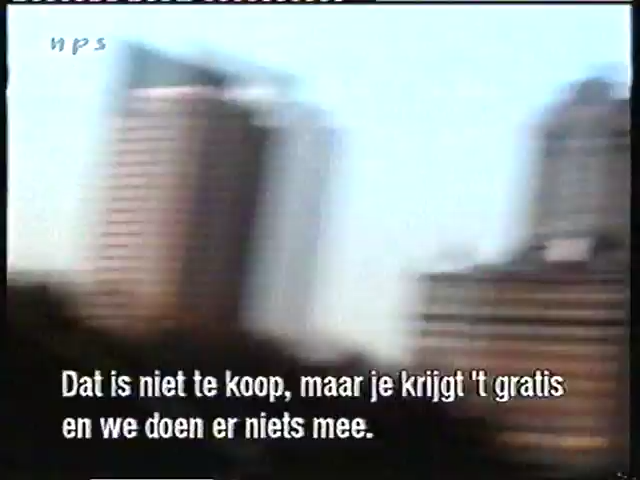 nps
Dat is niet te koop, maar je krijgt 't gratis
en we doen er niets mee.